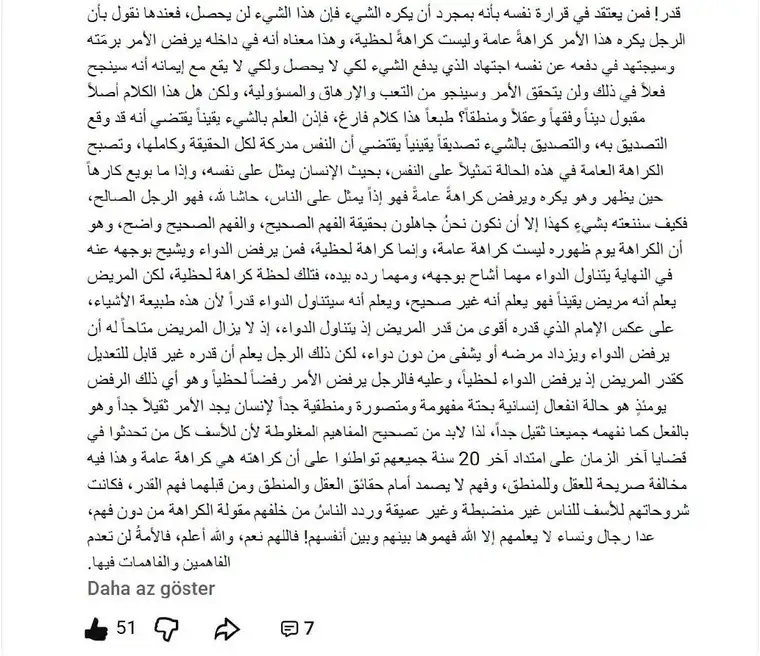 قدر! فمن يعتقد في قرارة نفسه بأنه بمجرد أن يكره الشيء فإن هذا الشيء لن يحصل، فعندها نقول بأن
الرجل يكره هذا الأمر كراهةً عامة وليست كراهةً لحظية، وهذا معناه أنه في داخله يرفض الأمر برمّته
وسيجتهد في دفعه عن نفسه اجتهاد الذي يدفع الشيء لكي لا يحصل ولكي لا يقع مع إيمانه أنه سينجح
فعلاً في ذلك ولن يتحقق الأمر وسينجو من التعب والإرهاق والمسؤولية، ولكن هل هذا الكلام أصلاً
مقبول ديناً وفقهاً وعقلاً ومنطقاً؟ طبعاً هذا كلام فارغ، فإذن العلم بالشيء يقيناً يقتضي أنه قد وقع
التصديق به، والتصديق بالشيء تصديقاً يقينياً يقتضي أن النفس مدركة لكل الحقيقة وكاملها، وتصبح
الكراهة العامة في هذه الحالة تمثيلاً على النفس، بحيث الإنسان يمثل على نفسه، وإذا ما بويع كارهاً
حين يظهر وهو يكره ويرفض كراهةً عامةً فهو إذاً يمثل على الناس، حاشا لله، فهو الرجل الصالح،
فكيف سننعته بشيءٍ كهذا إلا أن نكون نحنُ جاهلون بحقيقة الفهم الصحيح، والفهم الصحيح واضح، وهو
أن الكراهة يوم ظهوره ليست كراهة عامة، وإنما كراهة لحظية، فمن يرفض الدواء ويشيح بوجهه عنه
في النهاية يتناول الدواء مهما أشاح بوجهه، ومهما رده بيده، فتلك لحظة كراهة لحظية، لكن المريض
يعلم أنه مريض يقيناً فهو يعلم أنه غير صحيح، ويعلم أنه سيتناول الدواء قدراً لأن هذه طبيعة الأشياء،
على عكس الإمام الذي قدره أقوى من قدر المريض إذ يتناول الدواء، إذ لا يزال المريض متاحاً له أن
يرفض الدواء ويزداد مرضه أو يشفى من دون دواء، لكن ذلك الرجل يعلم أن قدره غير قابل للتعديل
كقدر المريض إذ يرفض الدواء لحظياً، وعليه فالرجل يرفض الأمر رفضاً لحظياً وهو أي ذلك الرفض
يومئذٍ هو حالة انفعال إنسانية بحتة مفهومة ومتصورة ومنطقية جداً لإنسان يجد الأمر ثقيلاً جداً وهو
بالفعل كما نفهمه جميعنا ثقيل جداً، لذا لابد من تصحيح المفاهيم المغلوطة لأن للأسف كل من تحدثوا في
قضايا آخر الزمان على امتداد آخر 20 سنة جميعهم تواطئوا على أن كراهته هي كراهة عامة وهذا فيه
مخالفة صريحة للعقل وللمنطق، وفهم لا يصمد أمام حقائق العقل والمنطق ومن قبلهما فهم القدر، فكانت
شروحاتهم للأسف للناس غير منضبطة وغير عميقة وردد الناسُ من خلفهم مقولة الكراهة من دون فهم،
عدا رجال ونساء لا يعلمهم إلا الله فهموها بينهم وبين أنفسهم! فاللهم نعم، والله أعلم، فالأمةُ لن تعدم
الفاهمين والفاهمات فيها.
Daha az göster
51 7